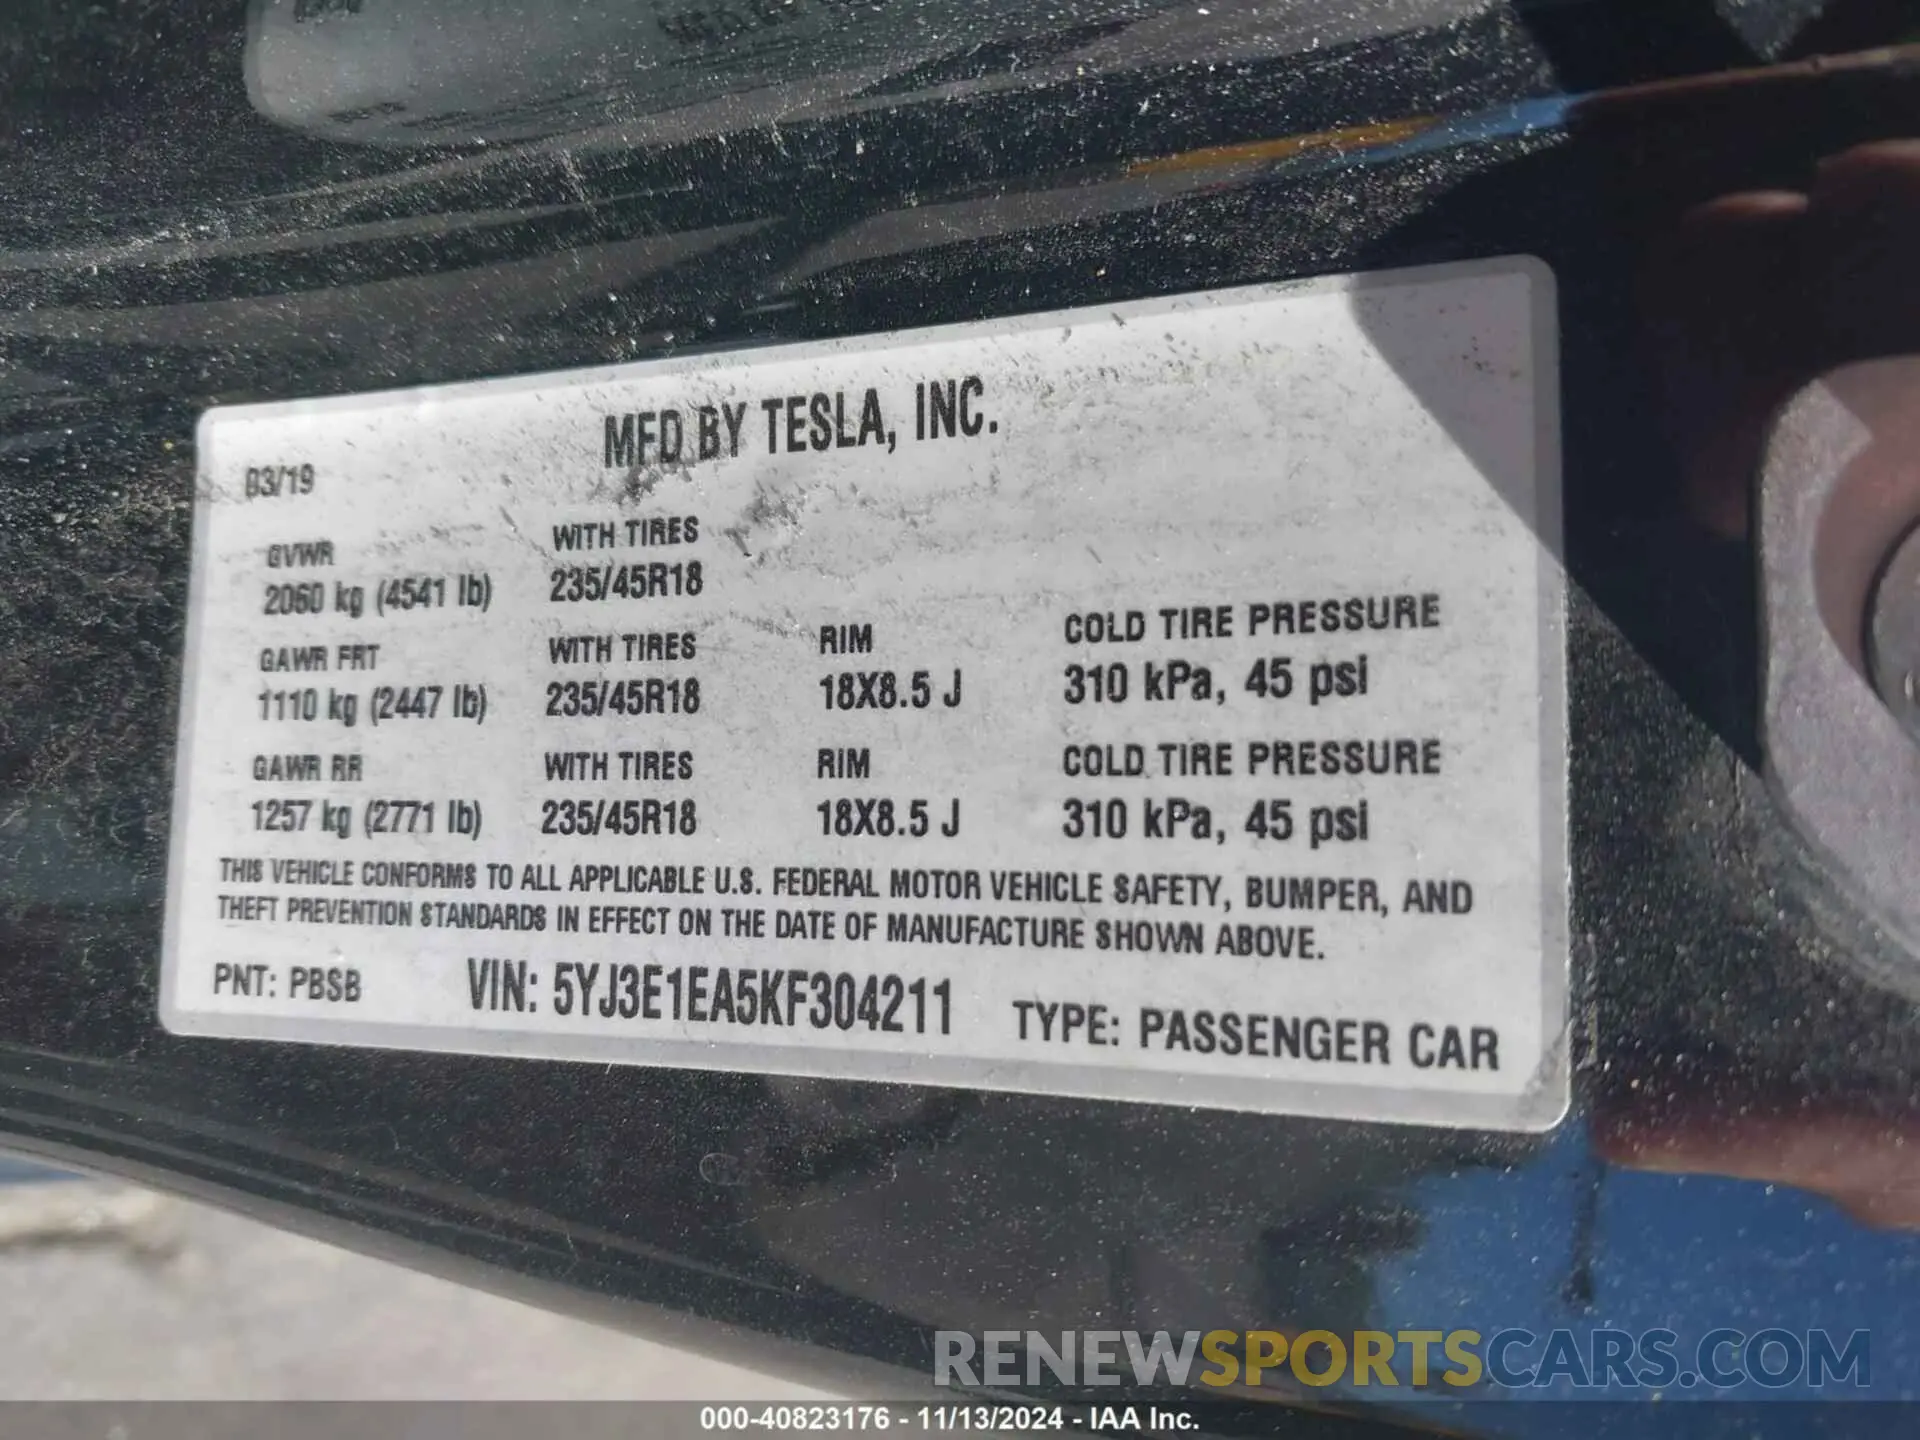 MFD BY TESLA, INC.
03/19
GVWR
2060 kg (4541 lb)
WITH TIRES
235/45R18
GAWR FRT
1110 kg (2447 lb)
WITH TIRES
235/45R18
RIM
18X8.5 J
COLD TIRE PRESSURE
310 kPa, 45 psi
GAWR RR
1257 kg (2771 lb)
WITH TIRES
235/45R18
RIM
18X8.5 J
COLD TIRE PRESSURE
310 kPa, 45 psi
THIS VEHICLE CONFORMS TO ALL APPLICABLE U.S. FEDERAL MOTOR VEHICLE SAFETY, BUMPER, AND
THEFT PREVENTION STANDARDS IN EFFECT ON THE DATE OF MANUFACTURE SHOWN ABOVE.
PNT: PBSB VIN: 5YJ3E1EA5KF304211 TYPE: PASSENGER CAR
RENEWSPORTSCARS.COM
000-40823176 - 11/13/2024 - IAA Inc.